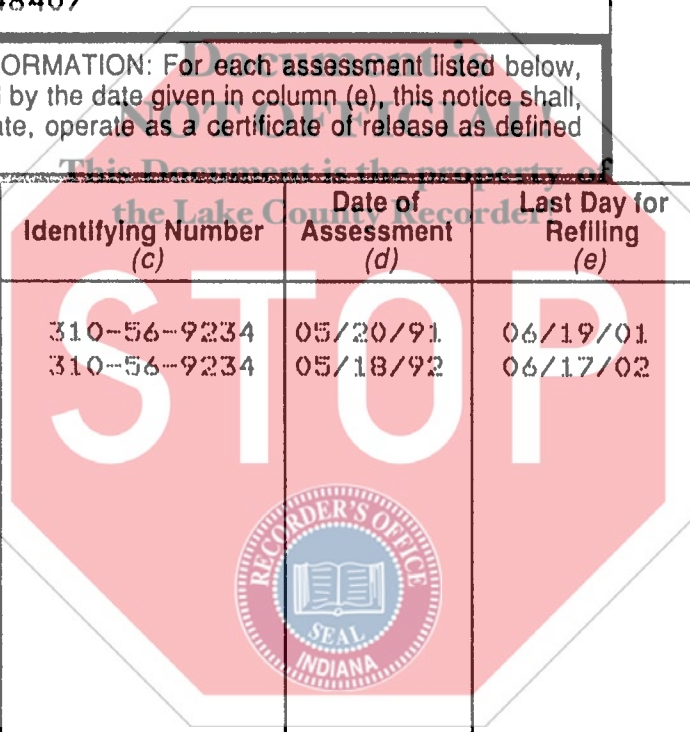 ORMATION: For each assessment listed below,
by the date given in column (e), this notice shall,
ate, operate as a certificate of release as defined
Document is
NOT OFFICIAL!
This Document is the property of
the Lake County Recorder!
Identifying Number
(c)
Date of
Assessment
(d)
Last Day for
Refiling
(e)
310-56-9234 05/20/91 06/19/01
310-56-9234 05/18/92 06/17/02
STOP
RECORDER'S OFFICE
SEAL
INDIANA